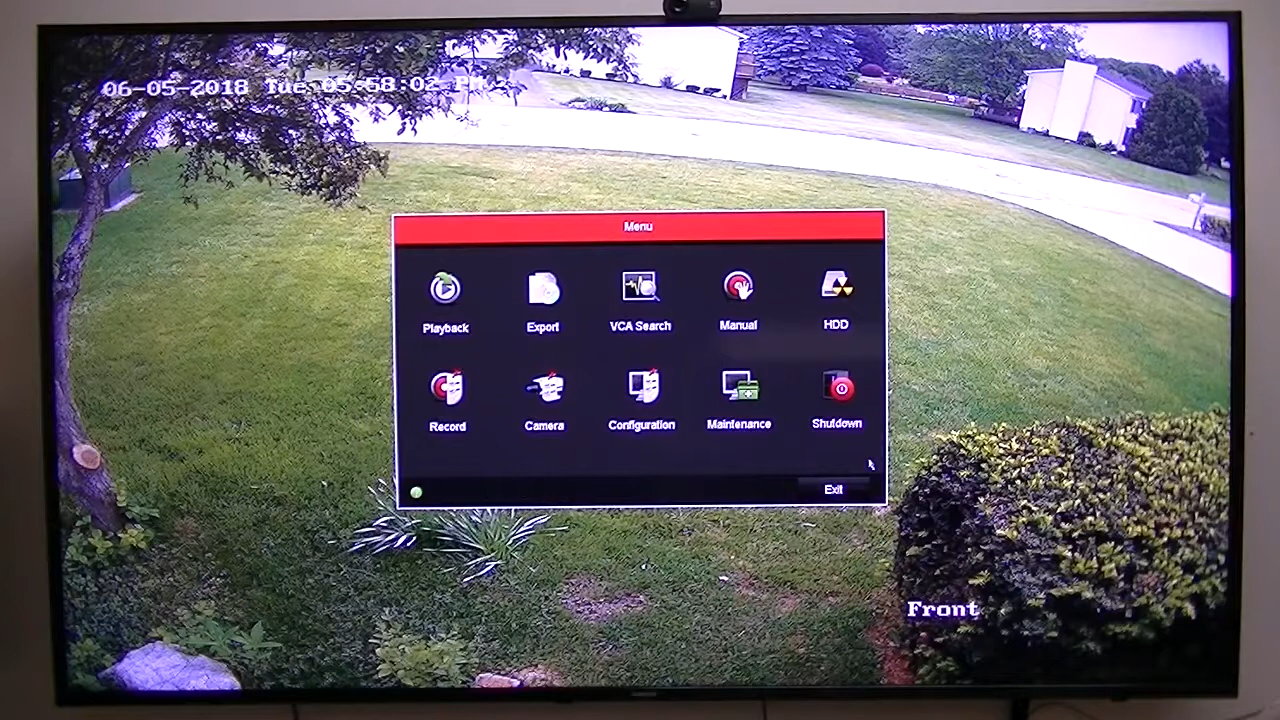 06-05-2018 Tue 05:58:02 PM
Menu
Playback Export VCA Search Manual HDD
Record Camera Configuration Maintenance Shutdown
Exit
Front